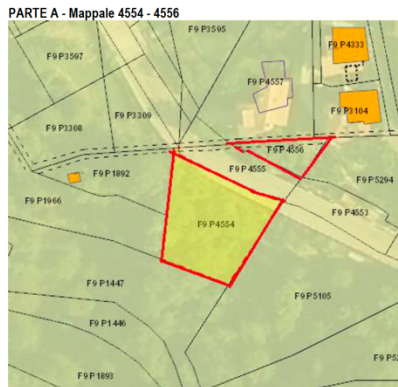 PARTE A - Mappale 4554 - 4556
F9 P3595
F9 P4333
F9 P3597
F9 P4557
F9 P3104
F9 P3309
F9 P3308
F9 P4556
F9 P4555
F9 P1892
F9 P5294
F9 P1966
F9 P4553
F9 P4554
F9 P1447
F9 P5105
F9 P1446
F9 P1893